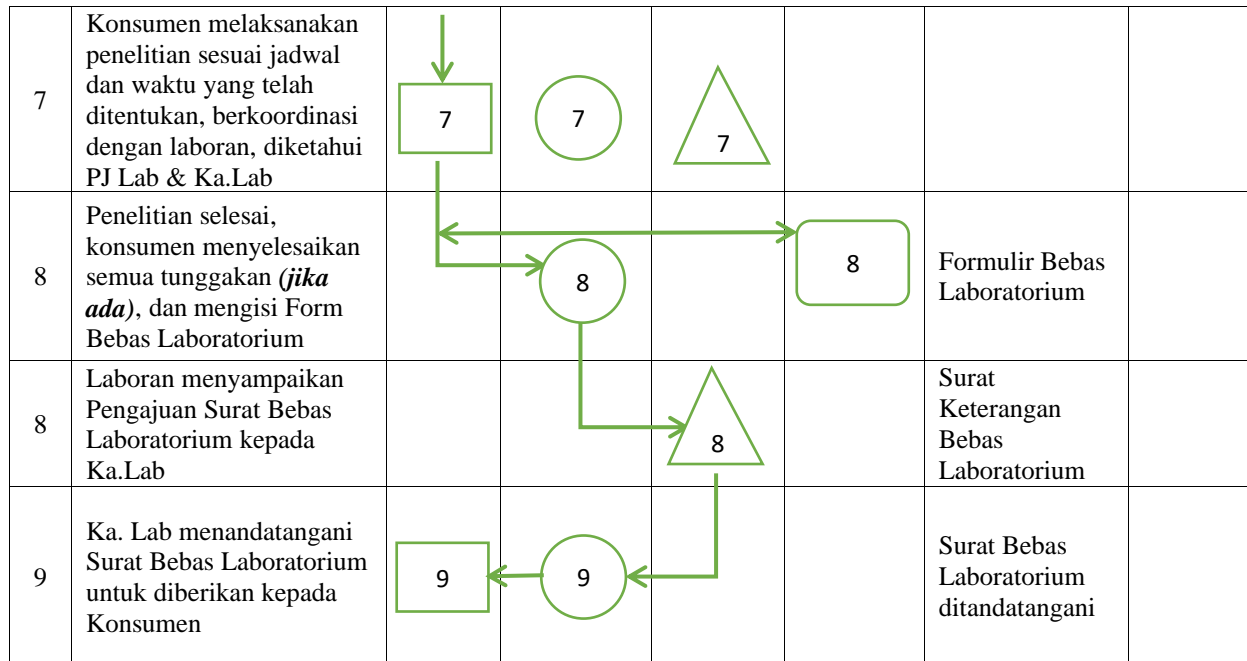 7
Konsumen melaksanakan
penelitian sesuai jadwal
dan waktu yang telah
ditentukan, berkoordinasi
dengan laboran, diketahui
PJ Lab & Ka.Lab
7
7
7
8
Penelitian selesai,
konsumen menyelesaikan
semua tunggakan (jika
ada), dan mengisi Form
Bebas Laboratorium
8
8
Formulir Bebas
Laboratorium
8
Laboran menyampaikan
Pengajuan Surat Bebas
Laboratorium kepada
Ka.Lab
8
Surat
Keterangan
Bebas
Laboratorium
9
Ka. Lab menandatangani
Surat Bebas Laboratorium
untuk diberikan kepada
Konsumen
9
9
Surat Bebas
Laboratorium
ditandatangani